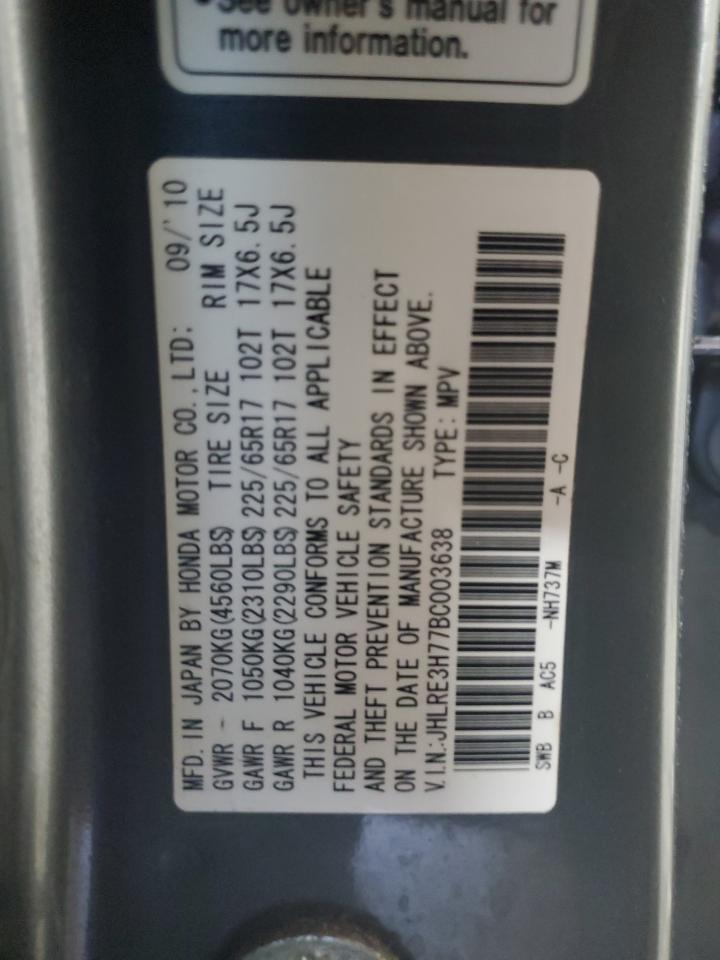 See owner's manual for
more information.
MFD. IN JAPAN BY HONDA MOTOR CO.,LTD: 09/'10
GVWR - 2070KG(4560LBS) TIRE SIZE RIM SIZE
GAWR F 1050KG(2310LBS) 225/65R17 102T 17X6.5J
GAWR R 1040KG(2290LBS) 225/65R17 102T 17X6.5J
THIS VEHICLE CONFORMS TO ALL APPLICABLE
FEDERAL MOTOR VEHICLE SAFETY
AND THEFT PREVENTION STANDARDS IN EFFECT
ON THE DATE OF MANUFACTURE SHOWN ABOVE.
V.I.N.:JHLRE3H77BC003638 TYPE: MPV
SWB B AC5 -NH737M -A -C